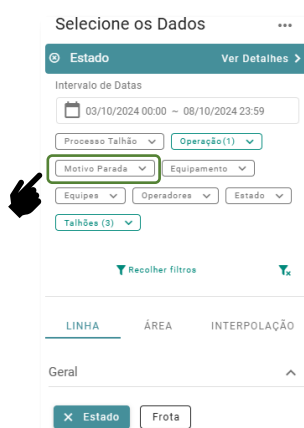 Selecione os Dados
Estado Ver Detalhes
Intervalo de Datas
03/10/2024 00:00 ~ 08/10/2024 23:59
Processo Talhão Operação(1)
Motivo Parada Equipamento
Equipes Operadores Estado
Talhões (3)
Recolher filtros
LINHA ÁREA INTERPOLAÇÃO
Geral
Estado Frota